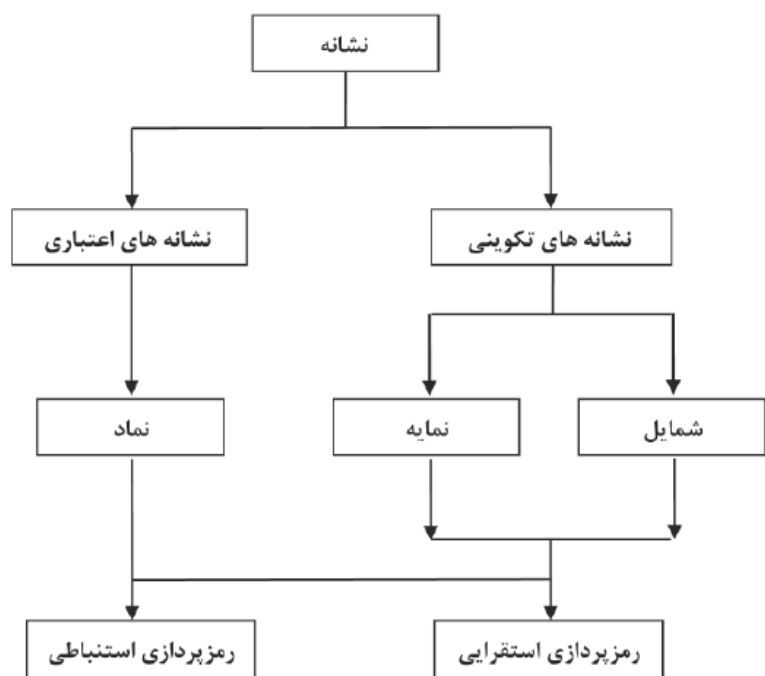 نشانه
نشانه های تکوینی
نشانه های اعتباری
شمایل
نمایه
نماد
رمزپردازی استقرایی
رمزپردازی استنباطی